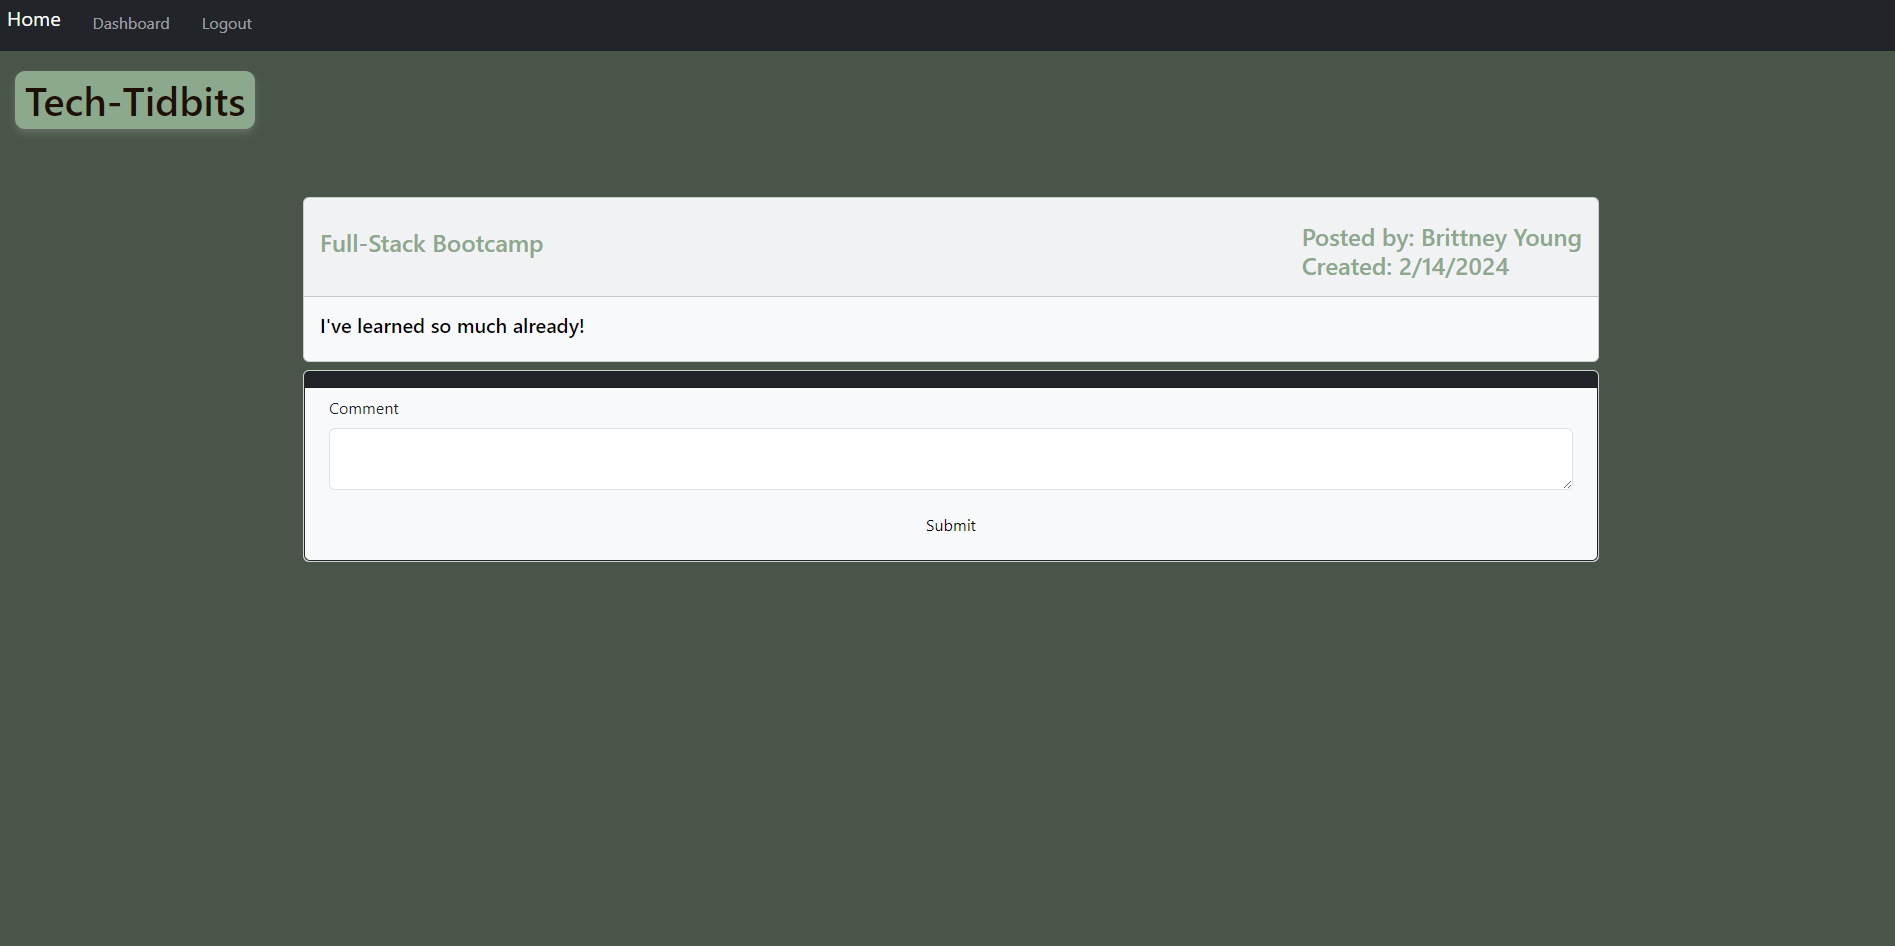 Home Dashboard Logout
Tech-Tidbits
Full-Stack Bootcamp
Posted by: Brittney Young
Created: 2/14/2024
I've learned so much already!
Comment
Submit